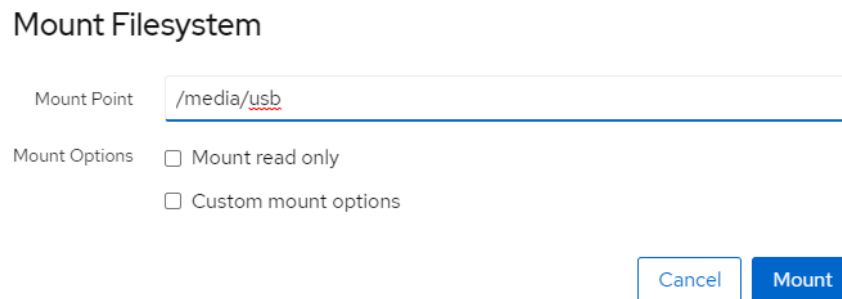 Mount Filesystem
Mount Point /media/usb
Mount Options Mount read only
Custom mount options
Cancel Mount